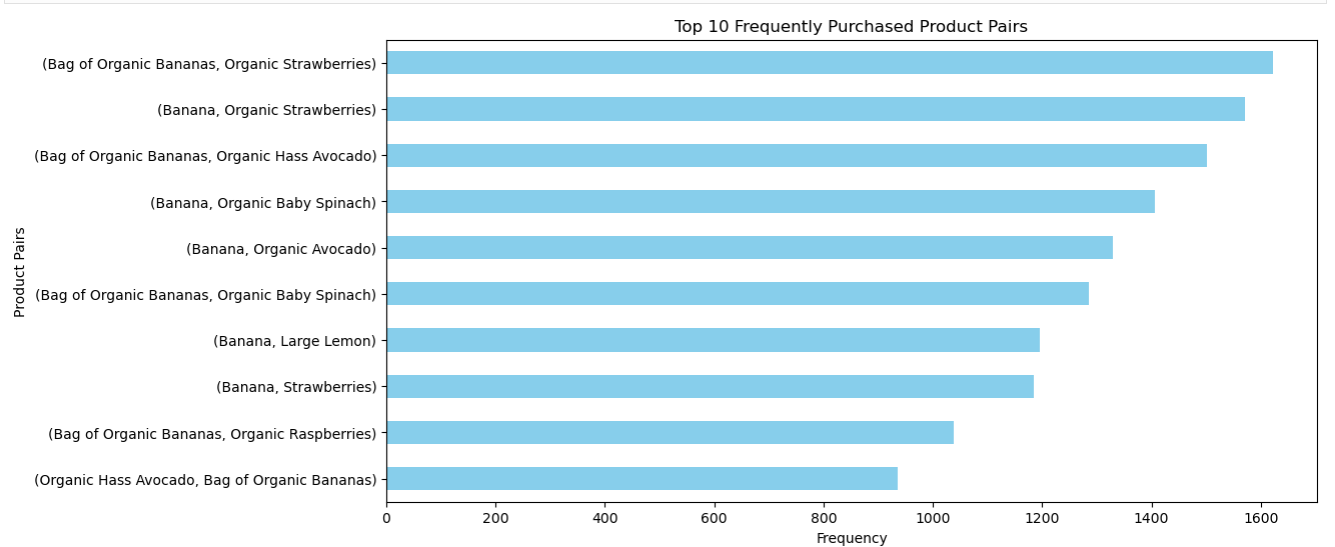 Top 10 Frequently Purchased Product Pairs
(Bag of Organic Bananas, Organic Strawberries)
(Banana, Organic Strawberries)
(Bag of Organic Bananas, Organic Hass Avocado)
(Banana, Organic Baby Spinach)
(Banana, Organic Avocado)
(Bag of Organic Bananas, Organic Baby Spinach)
(Banana, Large Lemon)
(Banana, Strawberries)
(Bag of Organic Bananas, Organic Raspberries)
(Organic Hass Avocado, Bag of Organic Bananas)
Product Pairs
0 200 400 600 800 1000 1200 1400 1600
Frequency